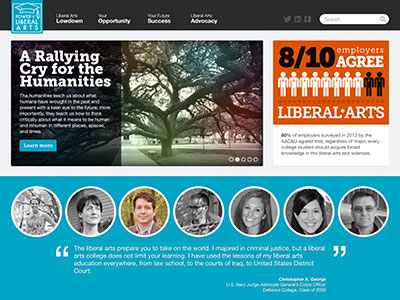 POWER of
LIBERAL
ARTS
Liberal Arts
Lowdown
Your
Opportunity
Your Future
Success
Liberal Arts
Advocacy
Search
A Rallying
Cry for the
Humanities
The humanities teach us about what
humans have wrought in the past and
present with a keen eye to the future;
more importantly, they teach us how to think
critically about what it means to be human
and inhuman in different places, spaces,
and times.
Learn more
8/10 employers
AGREE
LIBERAL ARTS
80% of employers surveyed in 2013 by the
AAC&U agreed that, regardless of major, every
college student should acquire broad
knowledge in the liberal arts and sciences.
“ The liberal arts prepare you to take on the world. I majored in criminal justice, but a liberal
arts college does not limit your learning. I have used the lessons of my liberal arts
education everywhere, from law school, to the courts of Iraq, to United States District
Court. ”
Christopher A. George
U.S. Navy Judge Advocate General's Corps Officer
Defiance College, Class of 2003